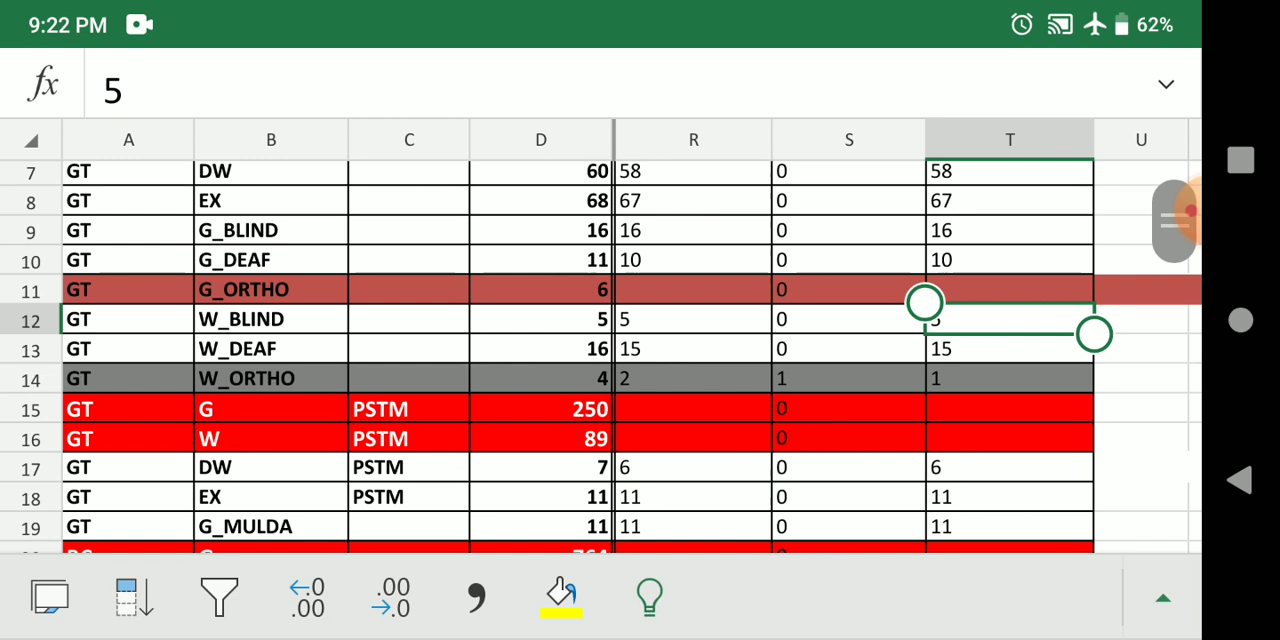 9:22 PM 62%
fx 5
A B C D R S T U
7 GT DW 60 58 0 58
8 GT EX 68 67 0 67
9 GT G_BLIND 16 16 0 16
10 GT G_DEAF 11 10 0 10
11 GT G_ORTHO 6 0
12 GT W_BLIND 5 5 0 5
13 GT W_DEAF 16 15 0 15
14 GT W_ORTHO 4 2 1 1
15 GT G PSTM 250 0
16 GT W PSTM 89 0
17 GT DW PSTM 7 6 0 6
18 GT EX PSTM 11 11 0 11
19 GT G_MULDA 11 11 0 11
←0 .00 .00 →.0 ,